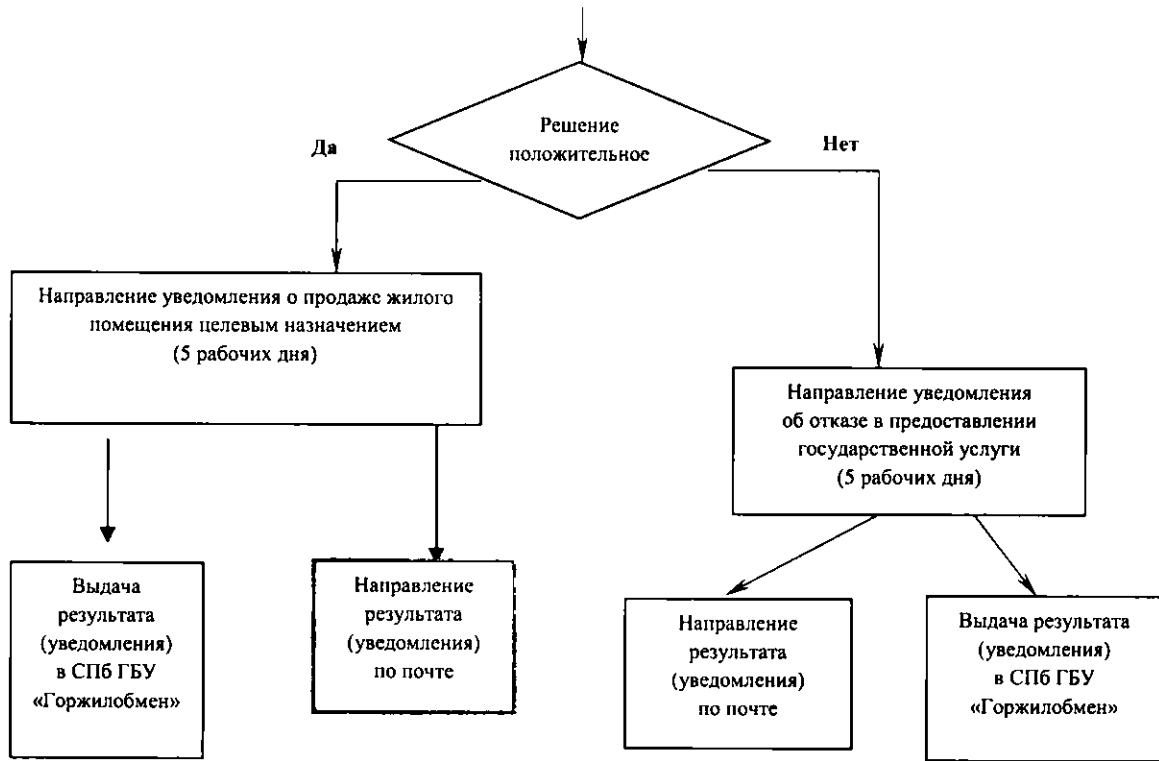 Решение
положительное
Да
Нет
Направление уведомления о продаже жилого
помещения целевым назначением
(5 рабочих дня)
Направление уведомления
об отказе в предоставлении
государственной услуги
(5 рабочих дня)
Выдача
результата
(уведомления)
в СПб ГБУ
«Горжилобмен»
Направление
результата
(уведомления)
по почте
Направление
результата
(уведомления)
по почте
Выдача результата
(уведомления)
в СПб ГБУ
«Горжилобмен»